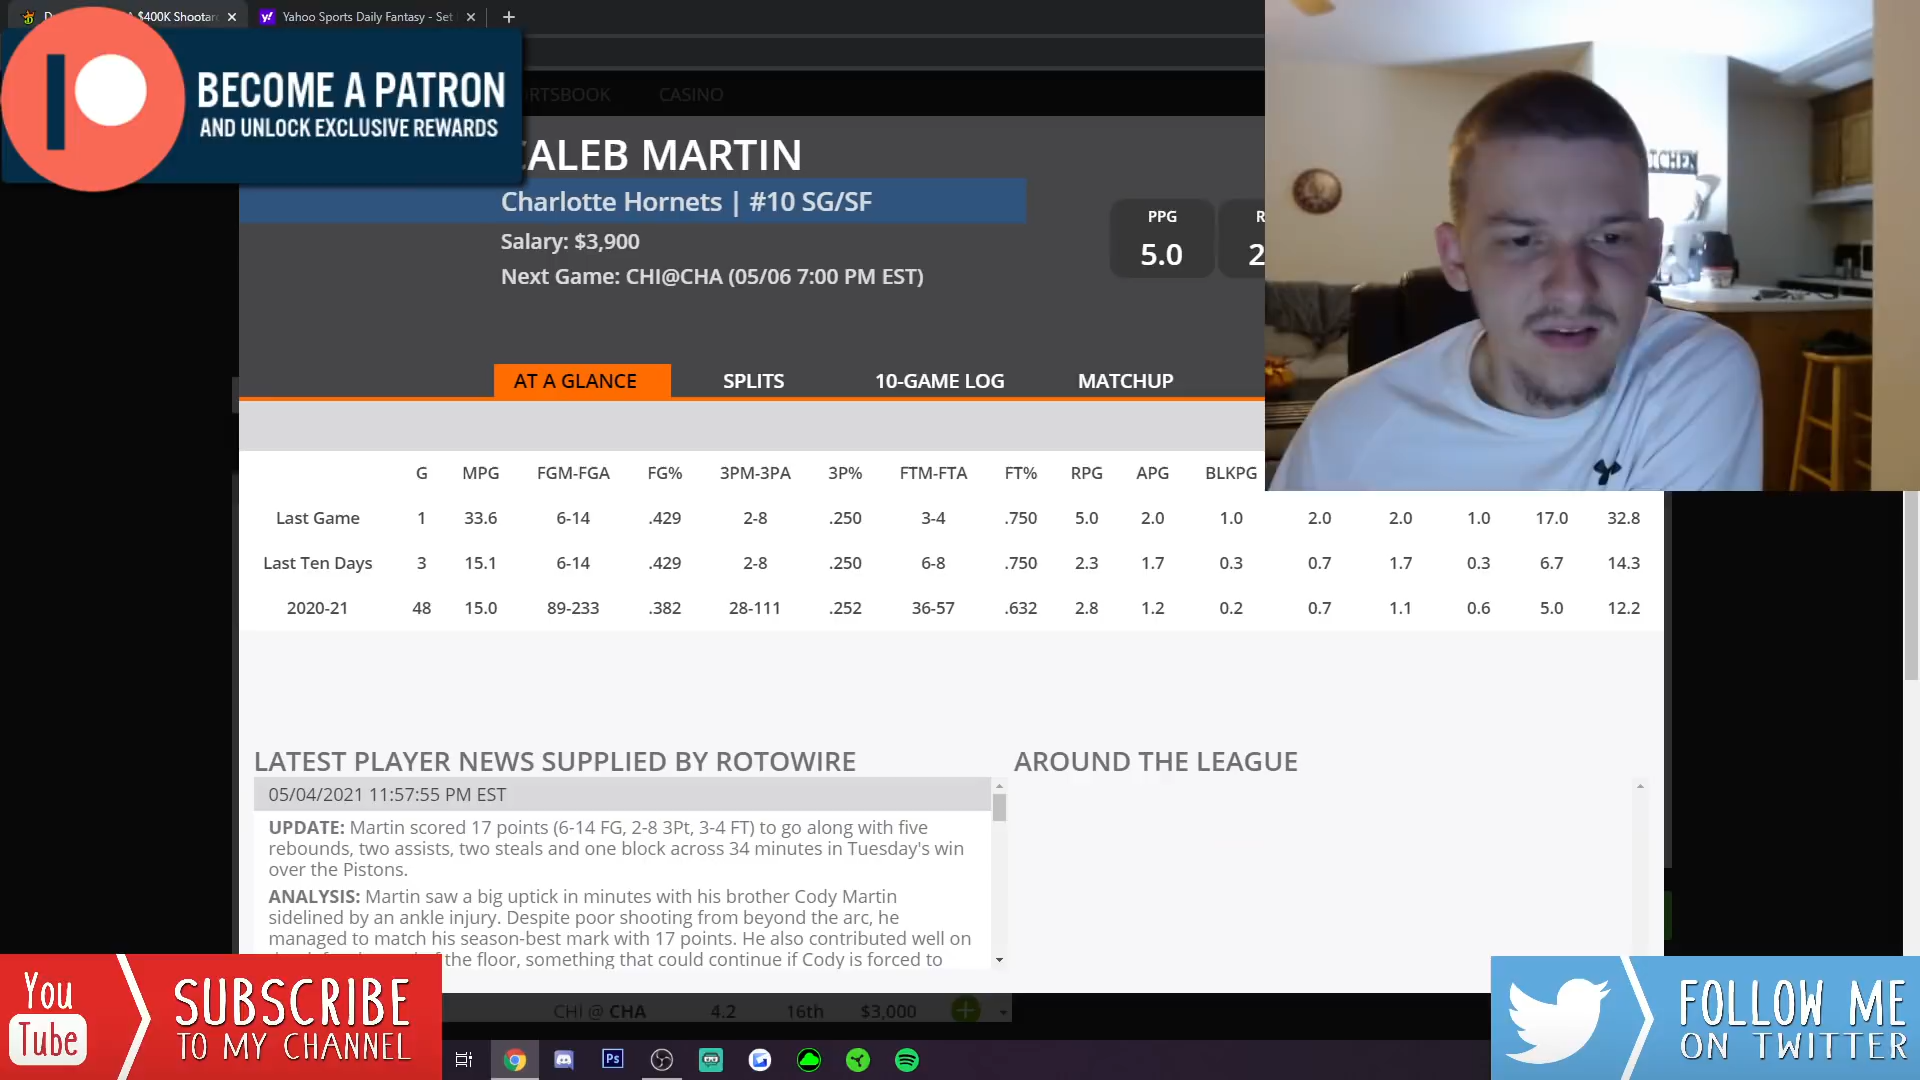 $400K Shootar
Yahoo Sports Daily Fantasy - Set
BECOME A PATRON
AND UNLOCK EXCLUSIVE REWARDS
RTSBOOK
CASINO
CALEB MARTIN
Charlotte Hornets | #10 SG/SF
Salary: $3,900
Next Game: CHI@CHA (05/06 7:00 PM EST)
PPG
5.0
R
2
KITCHEN
AT A GLANCE SPLITS 10-GAME LOG MATCHUP
G MPG FGM-FGA FG% 3PM-3PA 3P% FTM-FTA FT% RPG APG BLKPG
Last Game 1 33.6 6-14 .429 2-8 .250 3-4 .750 5.0 2.0 1.0 2.0 2.0 1.0 17.0 32.8
Last Ten Days 3 15.1 6-14 .429 2-8 .250 6-8 .750 2.3 1.7 0.3 0.7 1.7 0.3 6.7 14.3
2020-21 48 15.0 89-233 .382 28-111 .252 36-57 .632 2.8 1.2 0.2 0.7 1.1 0.6 5.0 12.2
LATEST PLAYER NEWS SUPPLIED BY ROTOWIRE
05/04/2021 11:57:55 PM EST
UPDATE: Martin scored 17 points (6-14 FG, 2-8 3Pt, 3-4 FT) to go along with five
rebounds, two assists, two steals and one block across 34 minutes in Tuesday's win
over the Pistons.
ANALYSIS: Martin saw a big uptick in minutes with his brother Cody Martin
sidelined by an ankle injury. Despite poor shooting from beyond the arc, he
managed to match his season-best mark with 17 points. He also contributed well on
the floor, something that could continue if Cody is forced to
AROUND THE LEAGUE
CHI @ CHA 4.2 16th $3,000
You
Tube
SUBSCRIBE
TO MY CHANNEL
Ps
FOLLOW ME
ON TWITTER